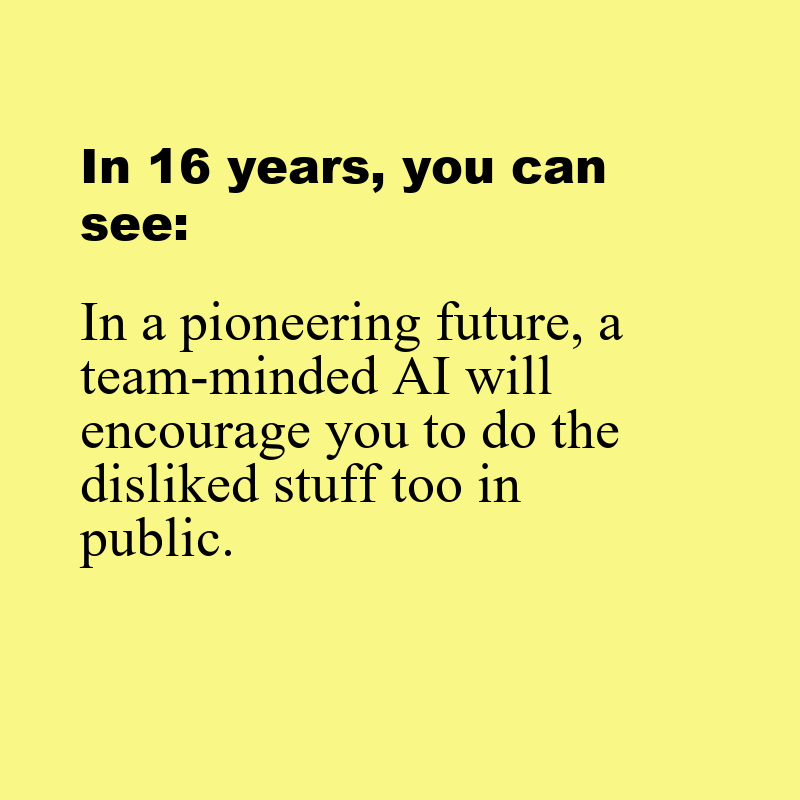 In 16 years, you can
see:
In a pioneering future, a
team-minded AI will
encourage you to do the
disliked stuff too in
public.